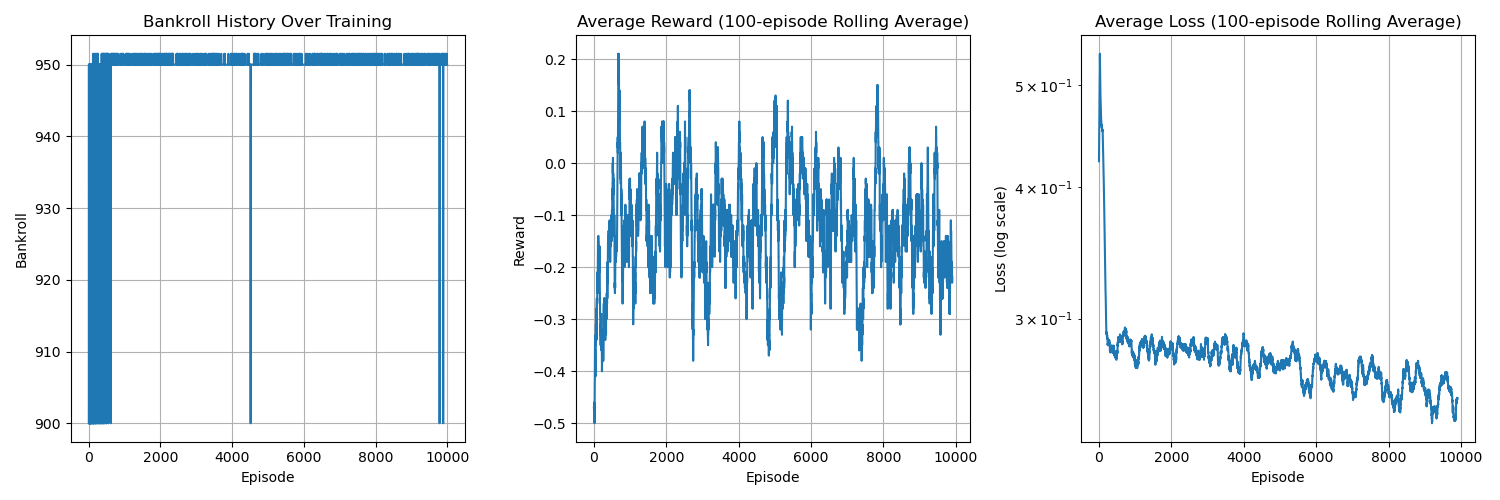 Bankroll History Over Training
950
940
930
920
910
900
Bankroll
0 2000 4000 6000 8000 10000
Episode
Average Reward (100-episode Rolling Average)
0.2
0.1
0.0
−0.1
−0.2
−0.3
−0.4
−0.5
Reward
0 2000 4000 6000 8000 10000
Episode
Average Loss (100-episode Rolling Average)
5 × 10⁻¹
4 × 10⁻¹
3 × 10⁻¹
Loss (log scale)
0 2000 4000 6000 8000 10000
Episode